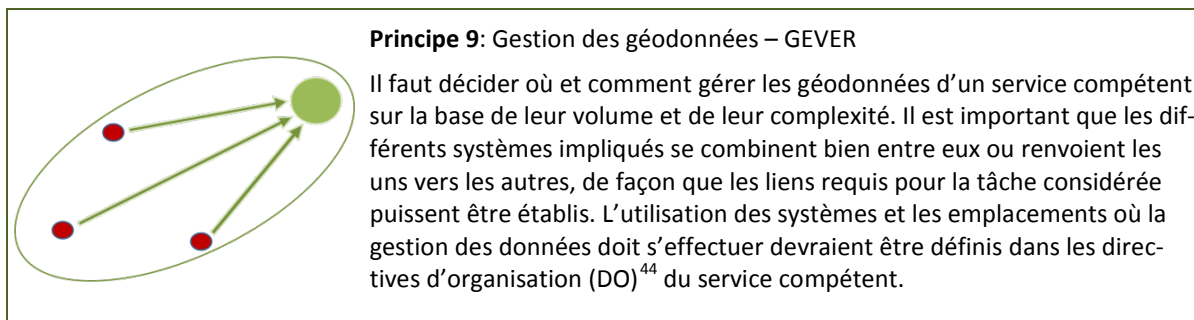 Principe 9: Gestion des géodonnées – GEVER
Il faut décider où et comment gérer les géodonnées d’un service compétent
sur la base de leur volume et de leur complexité. Il est important que les dif-
férents systèmes impliqués se combinent bien entre eux ou renvoient les
uns vers les autres, de façon que les liens requis pour la tâche considérée
puissent être établis. L’utilisation des systèmes et les emplacements où la
gestion des données doit s’effectuer devraient être définis dans les direc-
tives d’organisation (DO)44 du service compétent.